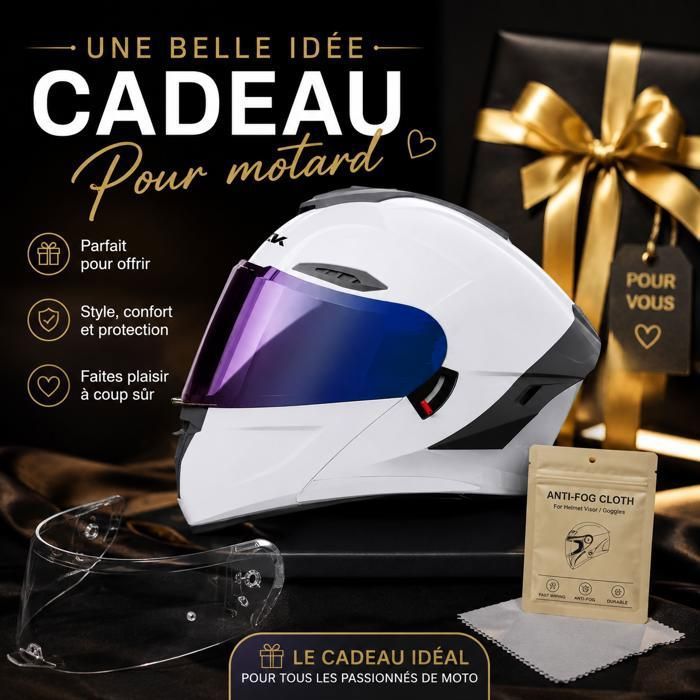 UNE BELLE IDÉE
CADEAU
Pour motard
Parfait
pour offrir
Style, confort
et protection
Faites plaisir
à coup sûr
POUR
VOUS
ANTI-FOG CLOTH
For Helmet Visor / Goggles
ANTI-FOG
DURABLE
LE CADEAU IDÉAL
POUR TOUS LES PASSIONNÉS DE MOTO